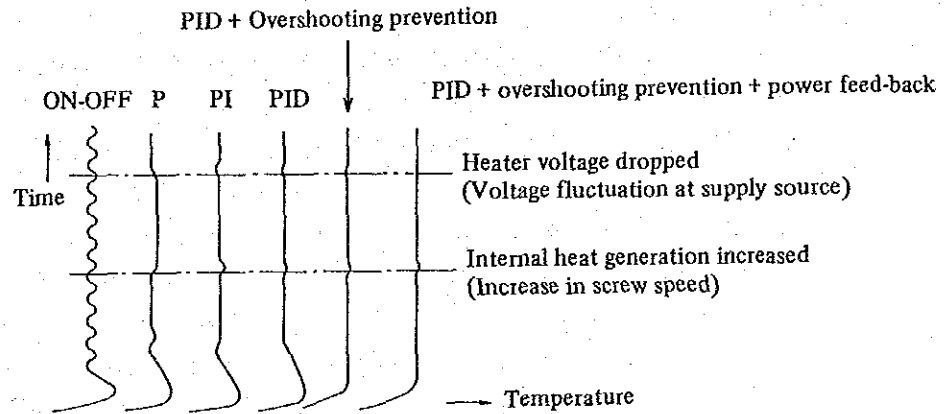 PID + Overshooting prevention
PID + overshooting prevention + power feed-back
ON-OFF P PI PID
Time
Heater voltage dropped
(Voltage fluctuation at supply source)
Internal heat generation increased
(Increase in screw speed)
Temperature